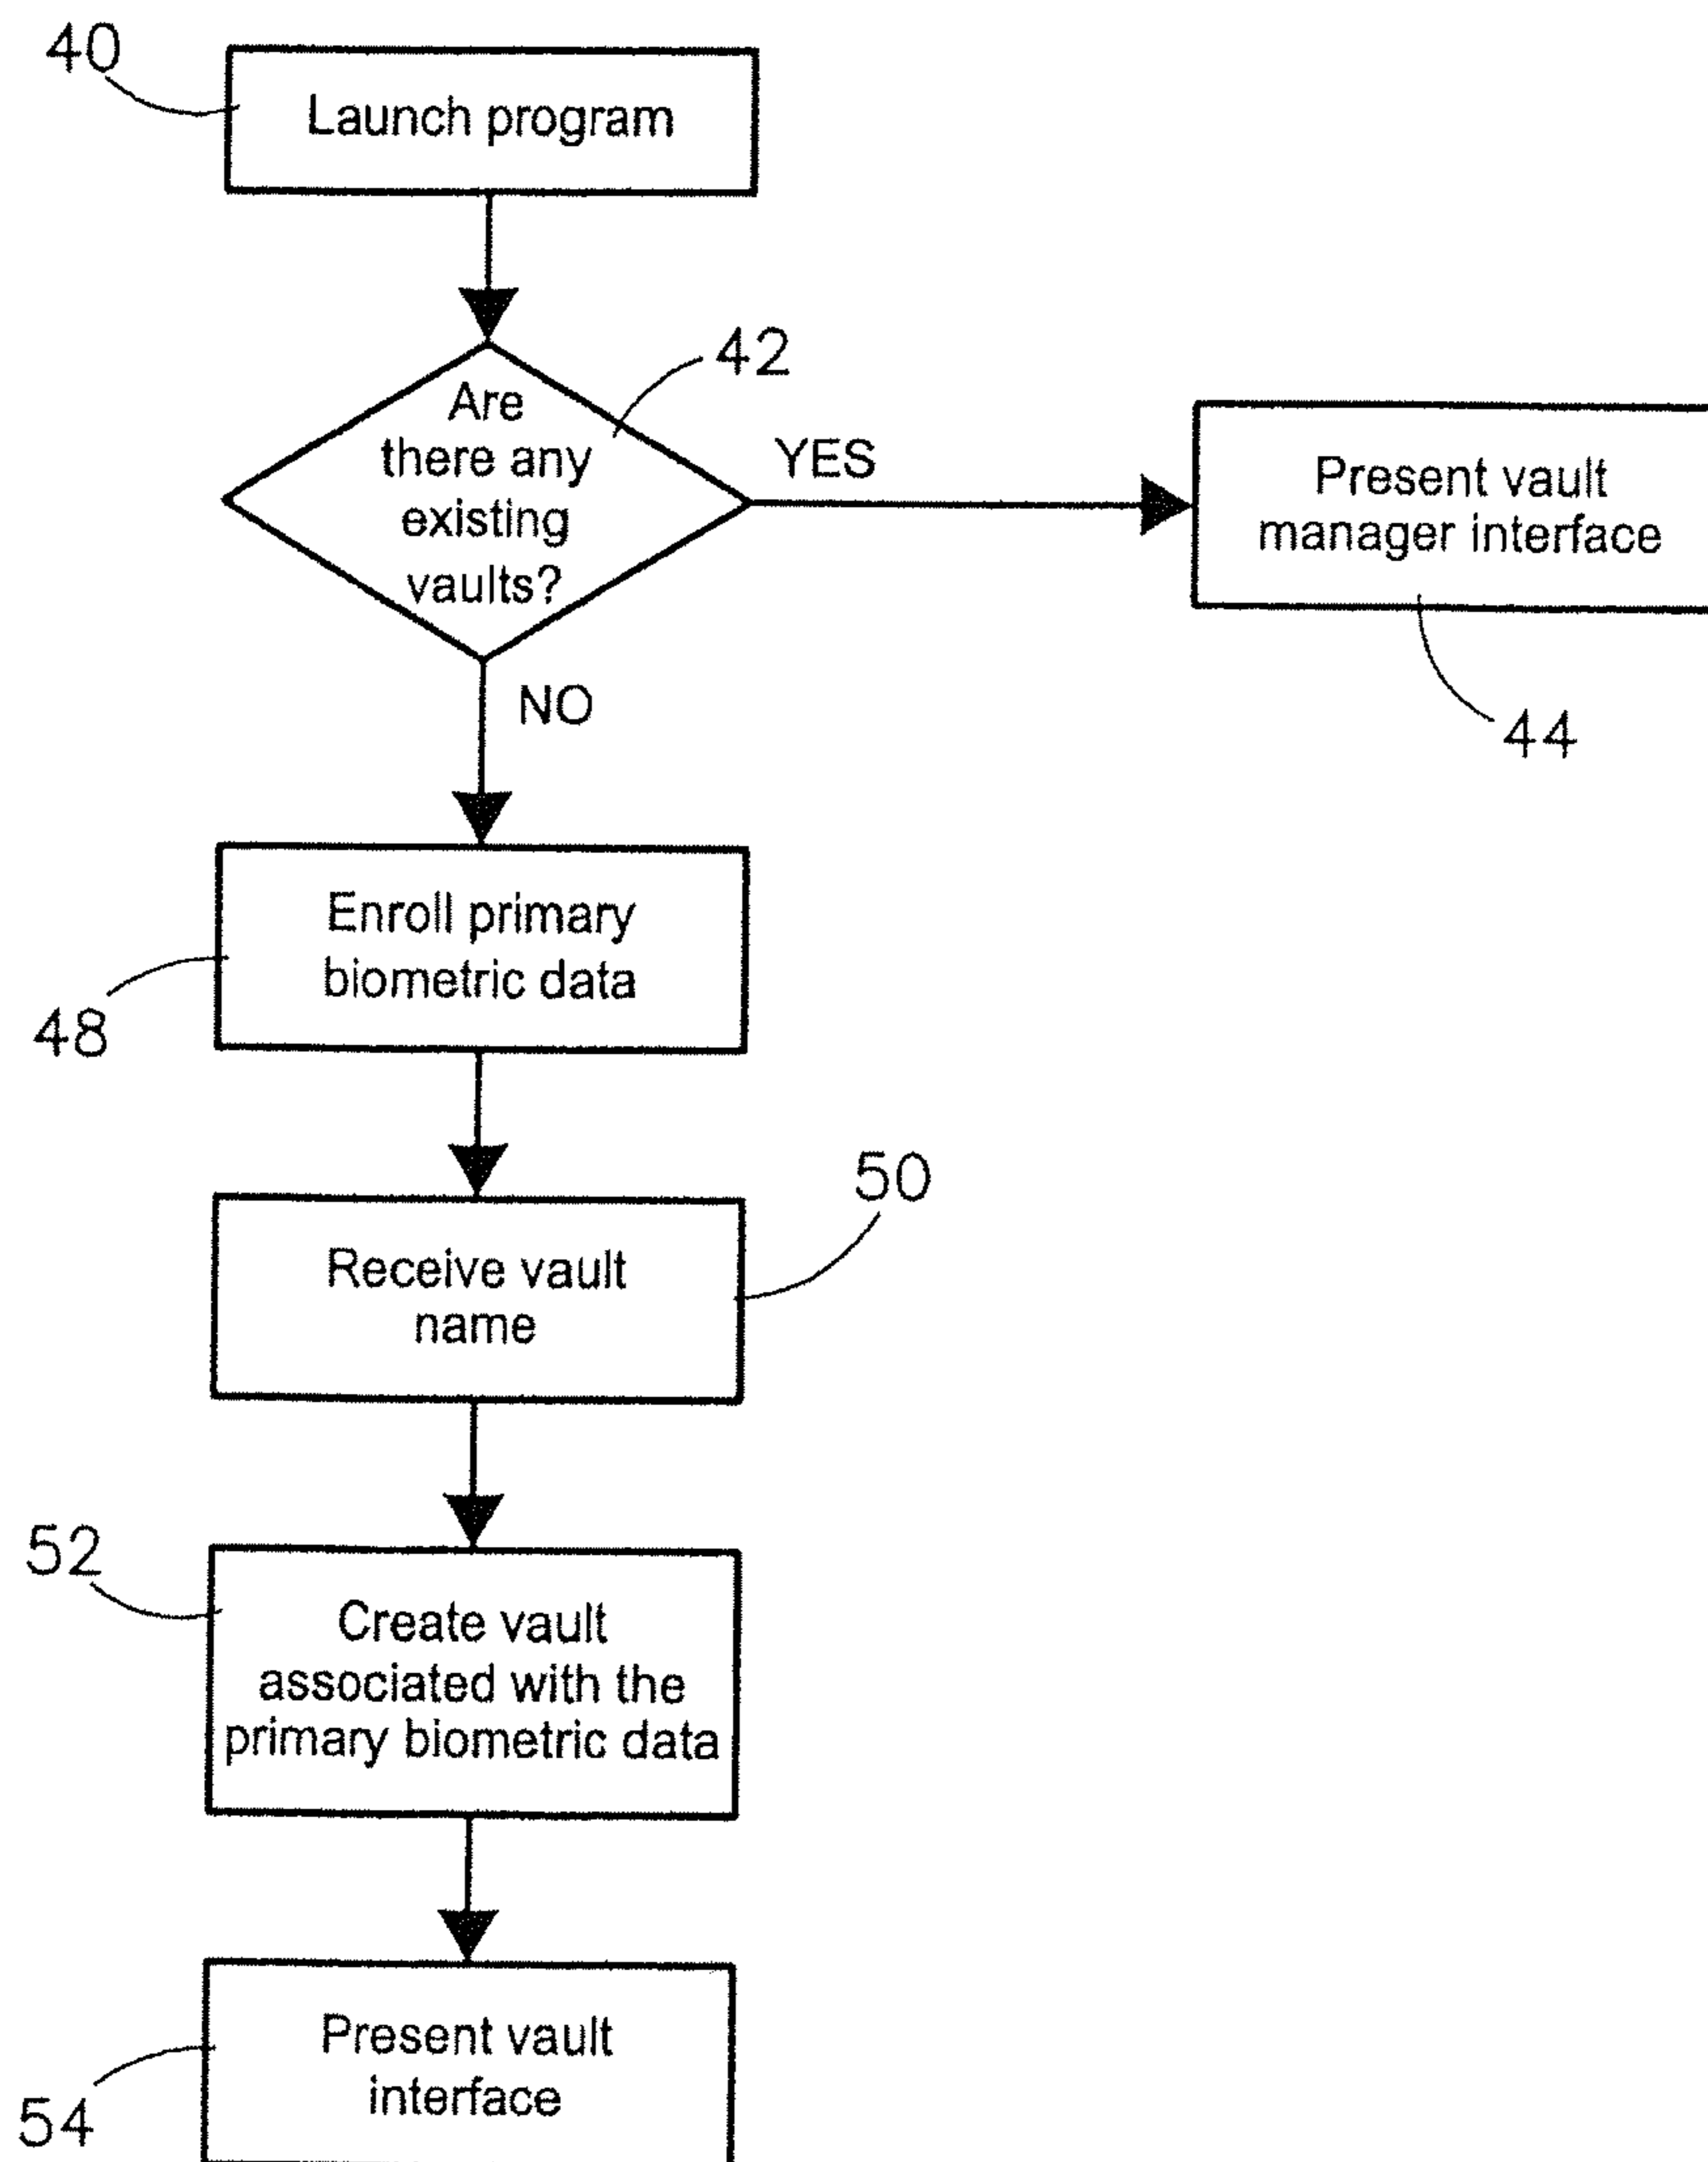 40
Launch program
42
Are
there any
existing
vaults?
YES
Present vault
manager interface
44
NO
Enroll primary
biometric data
48
50
Receive vault
name
52
Create vault
associated with the
primary biometric data
Present vault
interface
54